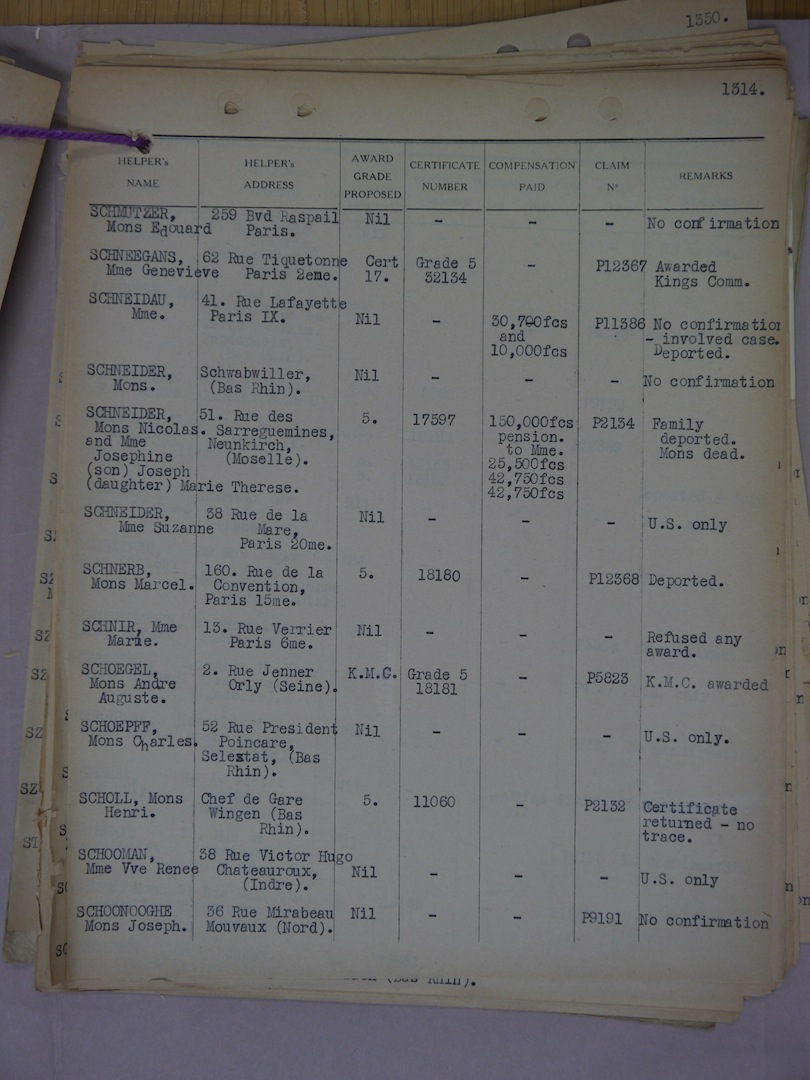 1350.
1314.
HELPER's NAME | HELPER's ADDRESS | AWARD GRADE PROPOSED | CERTIFICATE NUMBER | COMPENSATION PAID | CLAIM N° | REMARKS
SCHMUTZER, 259 Bvd Raspail Nil - - - No confirmation
Mons Edouard Paris.
SCHNEEGANS, 62 Rue Tiquetonne Cert Grade 5 - P12367 Awarded
Mme Genevieve Paris 2eme. 17. 32134 Kings Comm.
SCHNEIDAU, 41. Rue Lafayette
Mme. Paris IX. Nil - 30,700fcs P11386 No confirmation
and - involved case.
10,000fcs Deported.
SCHNEIDER, Schwabwiller, Nil - - - No confirmation
Mons. (Bas Rhin).
SCHNEIDER, 51. Rue des 5. 17597 150,000fcs P2134 Family
Mons Nicolas. Sarreguemines, pension. deported.
and Mme Neunkirch, to Mme. Mons dead.
Josephine (Moselle). 25,500fcs
(son) Joseph 42,750fcs
(daughter) Marie Therese. 42,750fcs
SCHNEIDER, 38 Rue de la Nil - - - U.S. only
Mme Suzanne Mare,
Paris 20me.
SCHNERB, 160. Rue de la 5. 18180 - P12368 Deported.
Mons Marcel. Convention,
Paris 15me.
SCHNIR, Mme 13. Rue Verrier Nil - - - Refused any
Marie. Paris 6me. award.
SCHOEGEL, 2. Rue Jenner K.M.C. Grade 5 - P5823 K.M.C. awarded
Mons Andre Orly (Seine). 18181
Auguste.
SCHOEPFF, 52 Rue President Nil - - - U.S. only.
Mons Charles. Poincare,
Selestat, (Bas
Rhin).
SCHOLL, Mons Chef de Gare 5. 11060 - P2132 Certificate
Henri. Wingen (Bas returned - no
Rhin). trace.
SCHOOMAN, 38 Rue Victor Hugo
Mme Vve Renee Chateauroux, Nil - - - U.S. only
(Indre).
SCHOONOOGHE 36 Rue Mirabeau Nil - - P9191 No confirmation
Mons Joseph. Mouvaux (Nord).